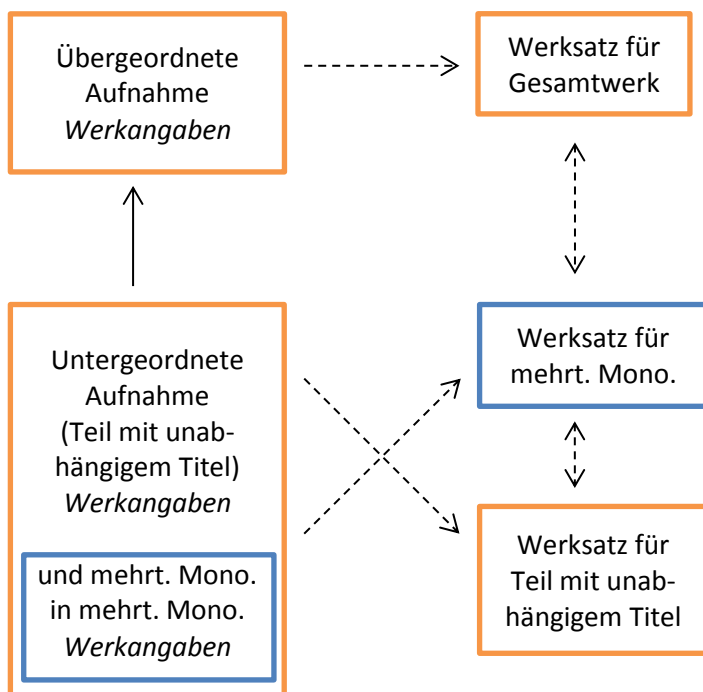 Übergeordnete
Aufnahme
Werkangaben
Werksatz für
Gesamtwerk
Untergeordnete
Aufnahme
(Teil mit unab-
hängigem Titel)
Werkangaben
und mehrt. Mono.
in mehrt. Mono.
Werkangaben
Werksatz für
mehrt. Mono.
Werksatz für
Teil mit unab-
hängigem Titel